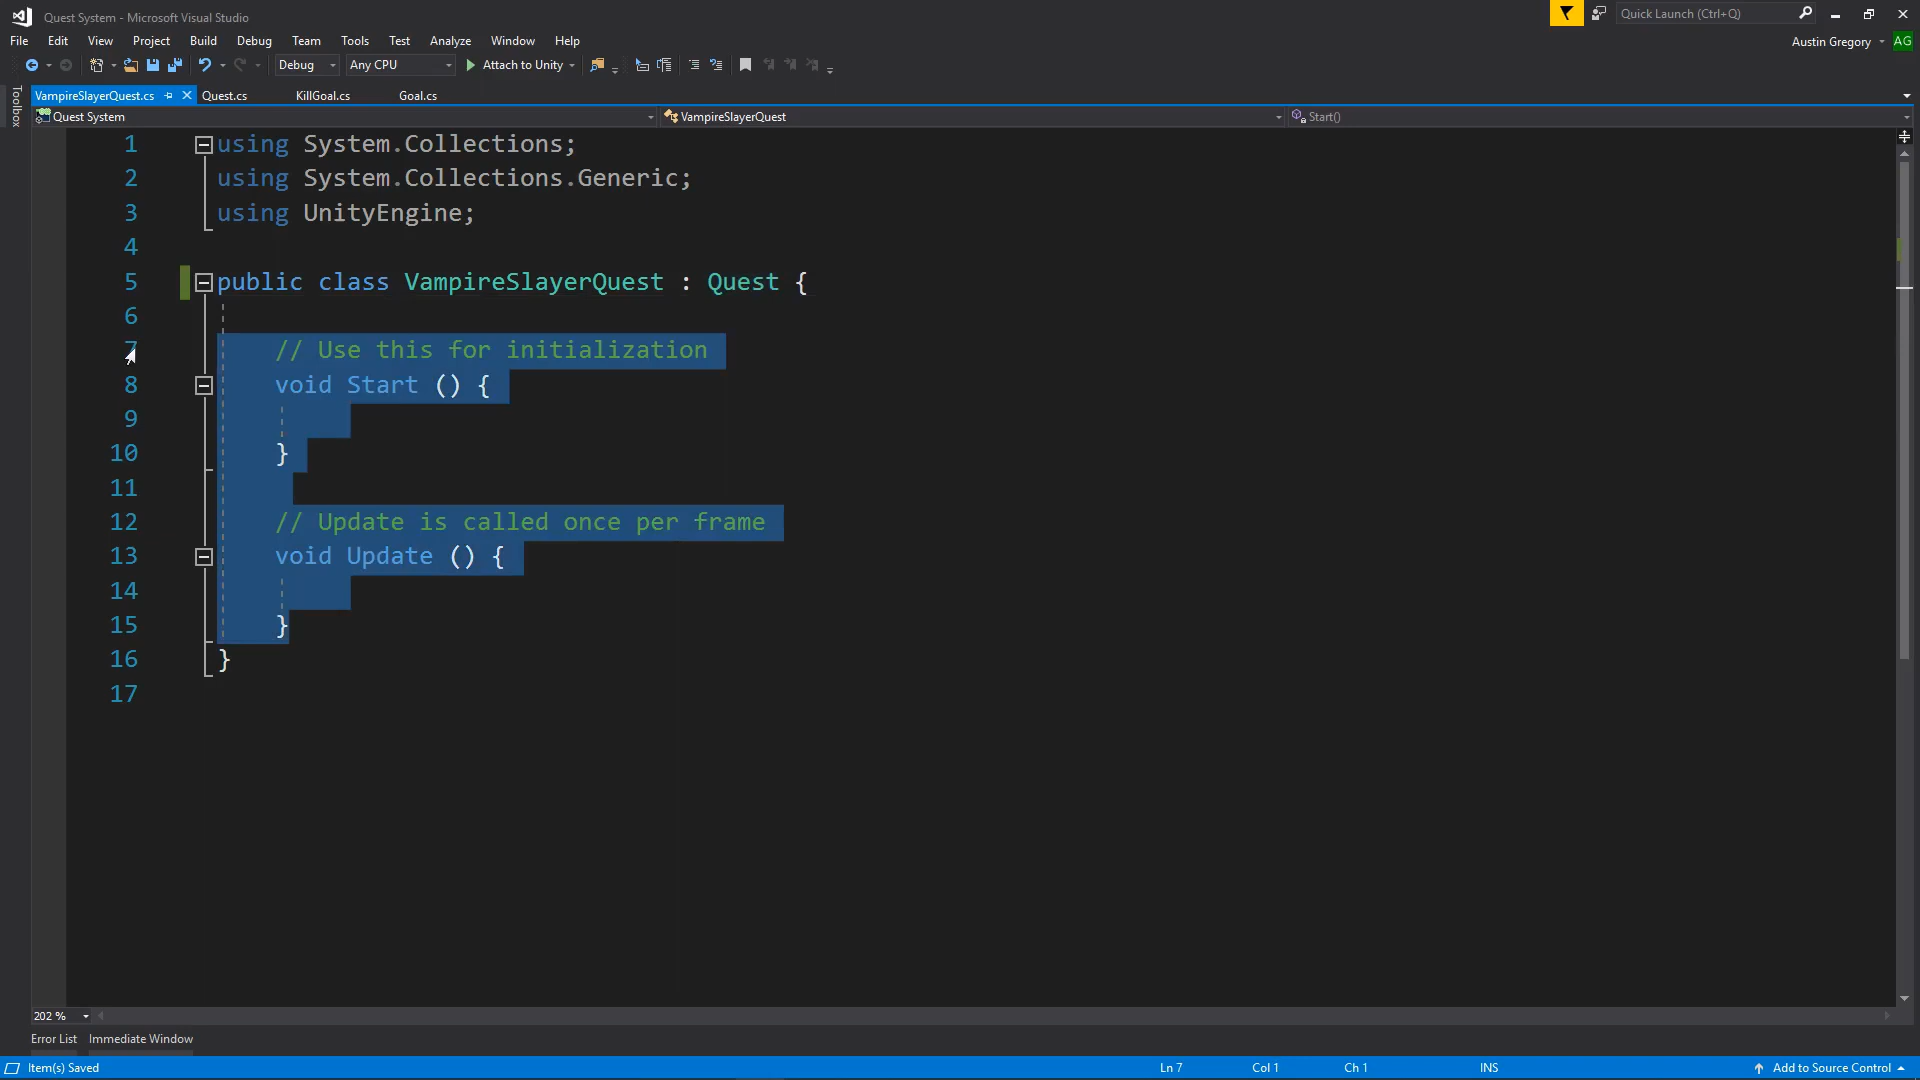 Quest System - Microsoft Visual Studio
Quick Launch (Ctrl+Q)
File Edit View Project Build Debug Team Tools Test Analyze Window Help
Austin Gregory AG
Debug Any CPU Attach to Unity
Toolbox
VampireSlayerQuest.cs Quest.cs KillGoal.cs Goal.cs
Quest System VampireSlayerQuest Start()
1 using System.Collections;
2 using System.Collections.Generic;
3 using UnityEngine;
4
5 public class VampireSlayerQuest : Quest {
6
7 // Use this for initialization
8 void Start () {
9
10 }
11
12 // Update is called once per frame
13 void Update () {
14
15 }
16 }
17
202 %
Error List Immediate Window
Item(s) Saved Ln 7 Col 1 Ch 1 INS Add to Source Control